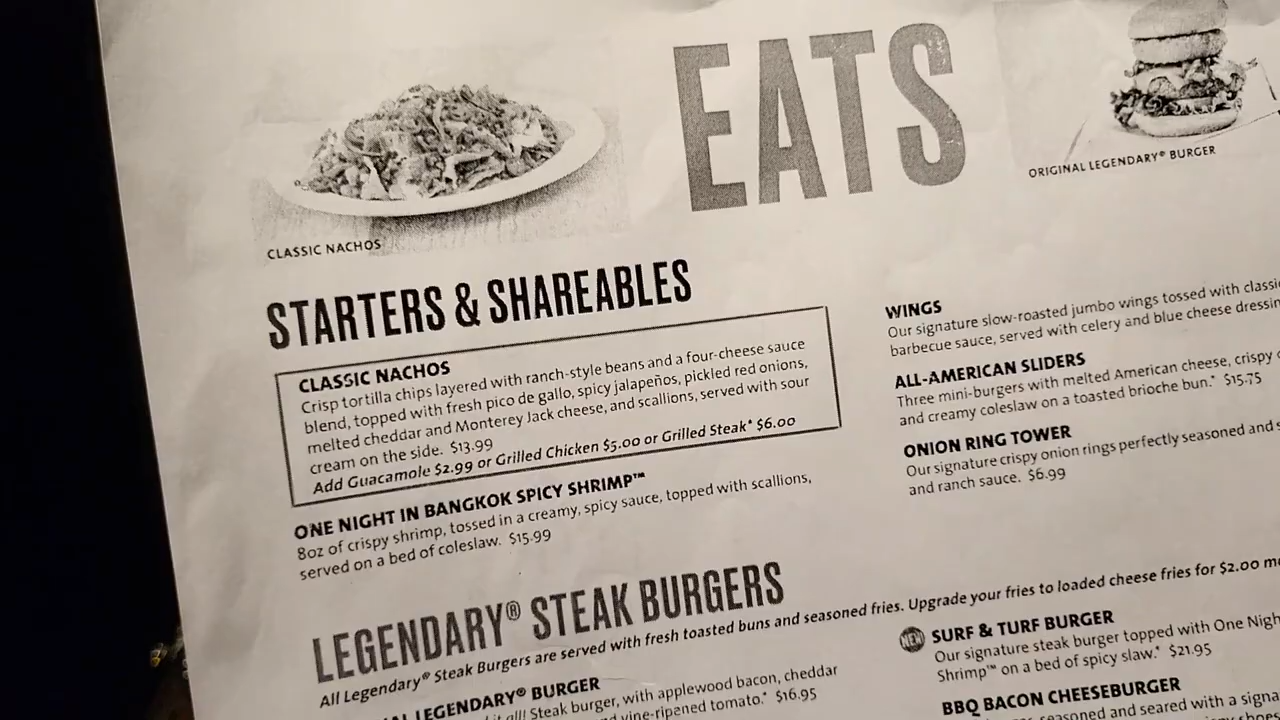 EATS
CLASSIC NACHOS
ORIGINAL LEGENDARY® BURGER
STARTERS & SHAREABLES
CLASSIC NACHOS
Crisp tortilla chips layered with ranch-style beans and a four-cheese sauce
blend, topped with fresh pico de gallo, spicy jalapeños, pickled red onions,
melted cheddar and Monterey Jack cheese, and scallions, served with sour
cream on the side. $13.99
Add Guacamole $2.99 or Grilled Chicken $5.00 or Grilled Steak* $6.00
ONE NIGHT IN BANGKOK SPICY SHRIMP™
8oz of crispy shrimp, tossed in a creamy, spicy sauce, topped with scallions,
served on a bed of coleslaw. $15.99
WINGS
Our signature slow-roasted jumbo wings tossed with
barbecue sauce, served with celery and blue cheese
ALL-AMERICAN SLIDERS
Three mini-burgers with melted American cheese, crispy
and creamy coleslaw on a toasted brioche bun.* $15.75
ONION RING TOWER
Our signature crispy onion rings perfectly seasoned and
and ranch sauce. $6.99
LEGENDARY® STEAK BURGERS
All Legendary® Steak Burgers are served with fresh toasted buns and seasoned fries. Upgrade your fries to loaded cheese fries for $2.00
LEGENDARY® BURGER
it all! Steak burger, with applewood bacon, cheddar
vine-ripened tomato.* $16.95
NEW SURF & TURF BURGER
Our signature steak burger topped with One
Shrimp™ on a bed of spicy slaw.* $21.95
BBQ BACON CHEESEBURGER
seasoned and seared with a